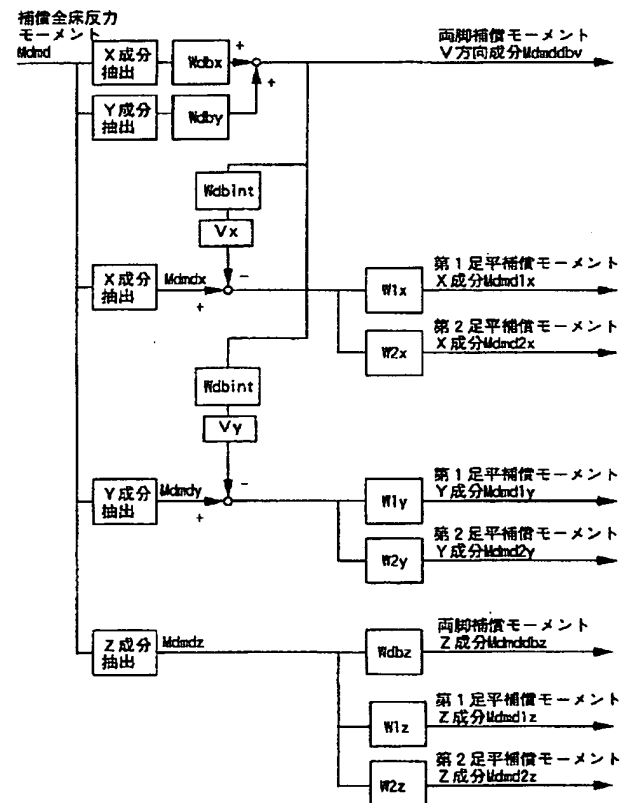 補償全床反力
モーメント
Mdmd
X成分
抽出
Wdbx
+
+
両脚補償モーメント
V方向成分Mdmddbv
Y成分
抽出
Wdby
Wdbint
Vx
X成分
抽出
Mdmdx
-
+
W1x
第1足平補償モーメント
X成分Mdmd1x
W2x
第2足平補償モーメント
X成分Mdmd2x
Wdbint
Vy
Y成分
抽出
Mdmdy
-
+
W1y
第1足平補償モーメント
Y成分Mdmd1y
W2y
第2足平補償モーメント
Y成分Mdmd2y
Z成分
抽出
Mdmdz
Wdbz
両脚補償モーメント
Z成分Mdmddbz
W1z
第1足平補償モーメント
Z成分Mdmd1z
W2z
第2足平補償モーメント
Z成分Mdmd2z